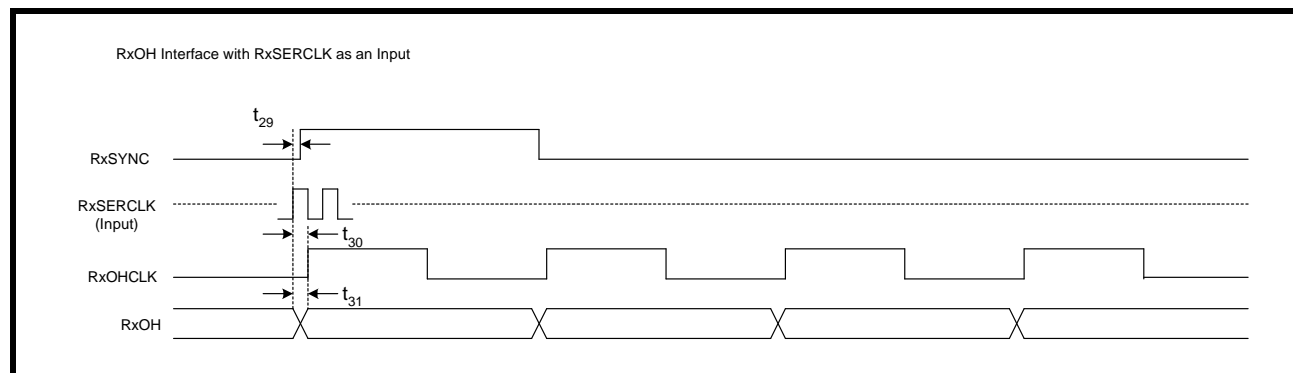 RxOH Interface with RxSERCLK as an Input
t29
RxSYNC
RxSERCLK
(Input)
t30
RxOHCLK
t31
RxOH